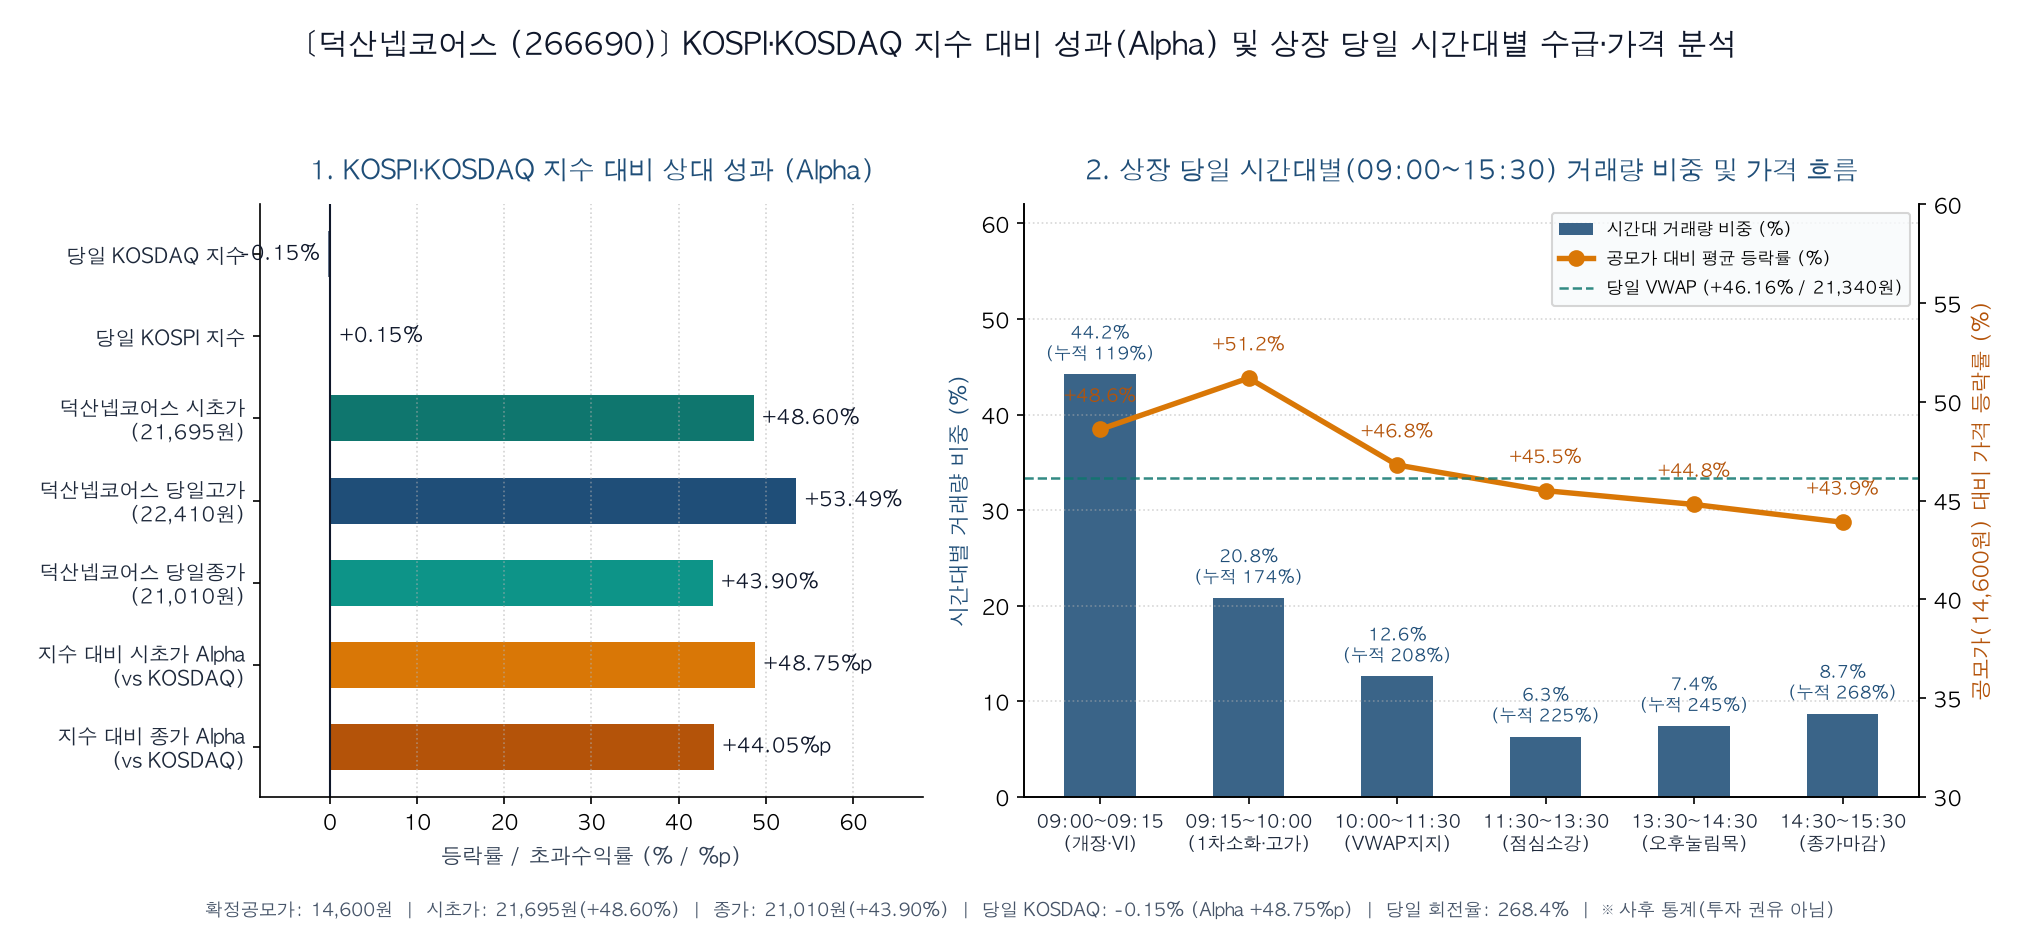 〔덕산넵코어스 (266690)〕 KOSPI·KOSDAQ 지수 대비 성과(Alpha) 및 상장 당일 시간대별 수급·가격 분석
1. KOSPI·KOSDAQ 지수 대비 상대 성과 (Alpha)
당일 KOSDAQ 지수
-0.15%
당일 KOSPI 지수
+0.15%
덕산넵코어스 시초가
(21,695원)
+48.60%
덕산넵코어스 당일고가
(22,410원)
+53.49%
덕산넵코어스 당일종가
(21,010원)
+43.90%
지수 대비 시초가 Alpha
(vs KOSDAQ)
+48.75%p
지수 대비 종가 Alpha
(vs KOSDAQ)
+44.05%p
0 10 20 30 40 50 60
등락률 / 초과수익률 (% / %p)
2. 상장 당일 시간대별(09:00~15:30) 거래량 비중 및 가격 흐름
시간대별 거래량 비중 (%)
60
50
40
30
20
10
0
시간대 거래량 비중 (%)
공모가 대비 평균 등락률 (%)
당일 VWAP (+46.16% / 21,340원)
44.2%
(누적 119%)
+48.6%
+51.2%
20.8%
(누적 174%)
+46.8%
12.6%
(누적 208%)
+45.5%
6.3%
(누적 225%)
+44.8%
7.4%
(누적 245%)
+43.9%
8.7%
(누적 268%)
60
55
50
45
40
35
30
공모가(14,600원) 대비 가격 등락률 (%)
09:00~09:15
(개장·VI)
09:15~10:00
(1차소화·고가)
10:00~11:30
(VWAP지지)
11:30~13:30
(점심소강)
13:30~14:30
(오후눌림목)
14:30~15:30
(종가마감)
확정공모가: 14,600원 | 시초가: 21,695원(+48.60%) | 종가: 21,010원(+43.90%) | 당일 KOSDAQ: -0.15% (Alpha +48.75%p) | 당일 회전율: 268.4% | ※ 사후 통계(투자 권유 아님)